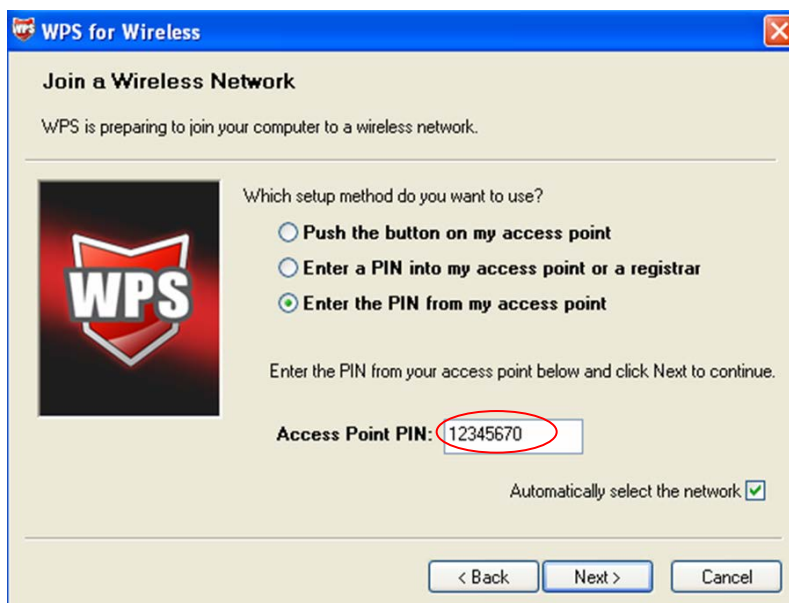 WPS for Wireless
Join a Wireless Network
WPS is preparing to join your computer to a wireless network.
Which setup method do you want to use?
Push the button on my access point
Enter a PIN into my access point or a registrar
Enter the PIN from my access point
WPS
Enter the PIN from your access point below and click Next to continue.
Access Point PIN: 12345670
Automatically select the network
< Back Next > Cancel